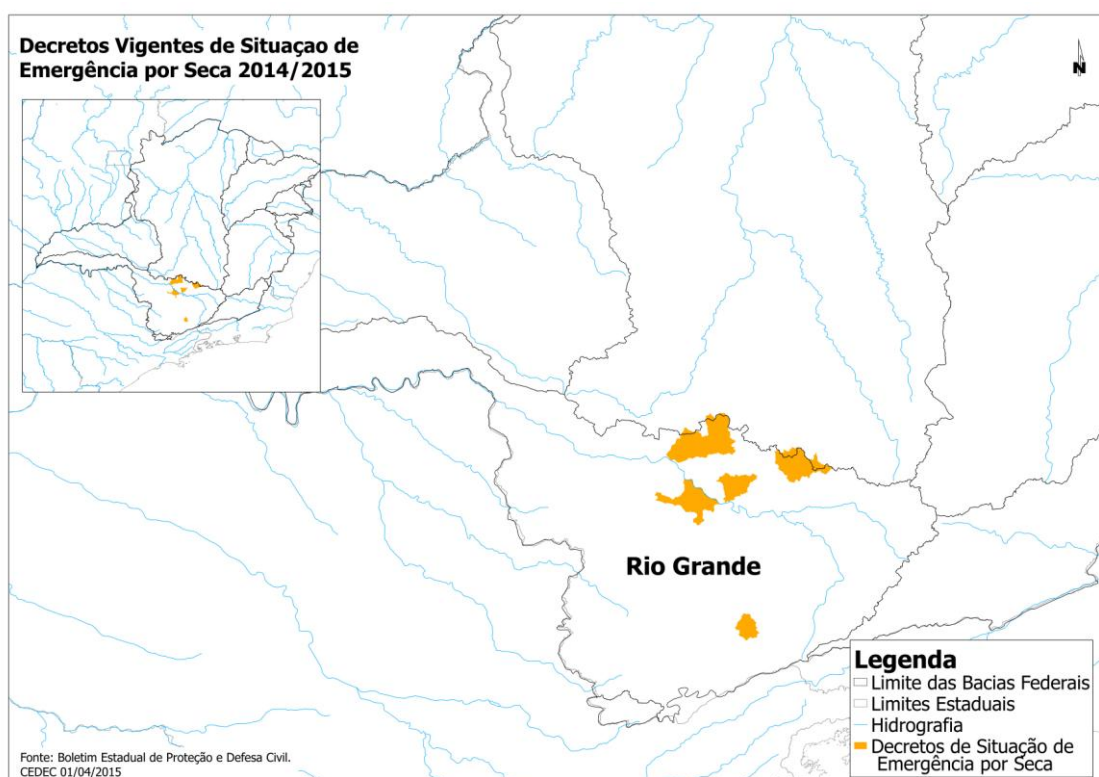 Decretos Vigentes de Situaçao de
Emergência por Seca 2014/2015
N
Rio Grande
Legenda
Limite das Bacias Federais
Limites Estaduais
Hidrografia
Decretos de Situação de
Emergência por Seca
Fonte: Boletim Estadual de Proteção e Defesa Civil.
CEDEC 01/04/2015